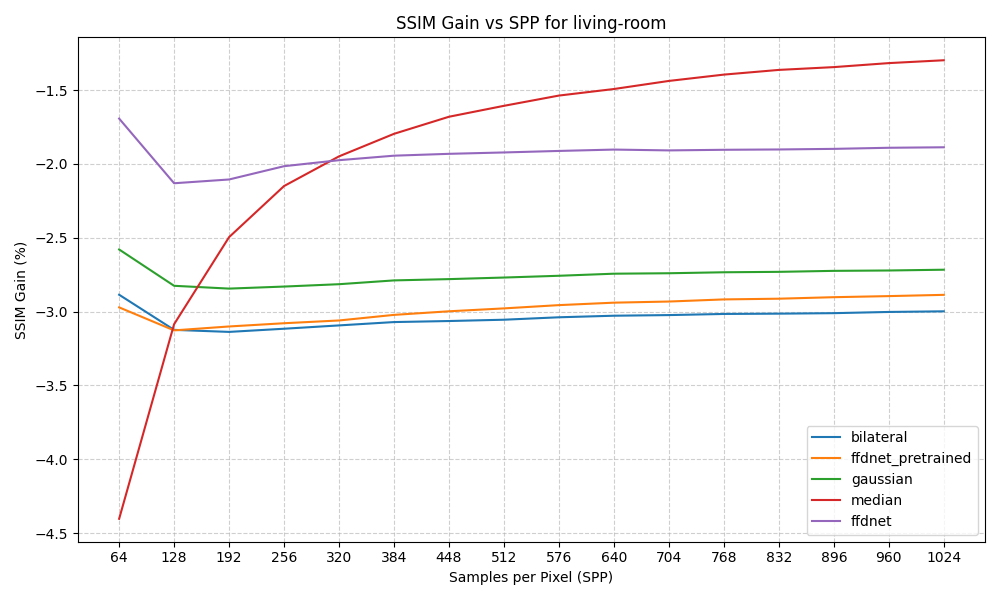 SSIM Gain vs SPP for living-room
SSIM Gain (%)
−1.5
−2.0
−2.5
−3.0
−3.5
−4.0
−4.5
bilateral
ffdnet_pretrained
gaussian
median
ffdnet
64 128 192 256 320 384 448 512 576 640 704 768 832 896 960 1024
Samples per Pixel (SPP)